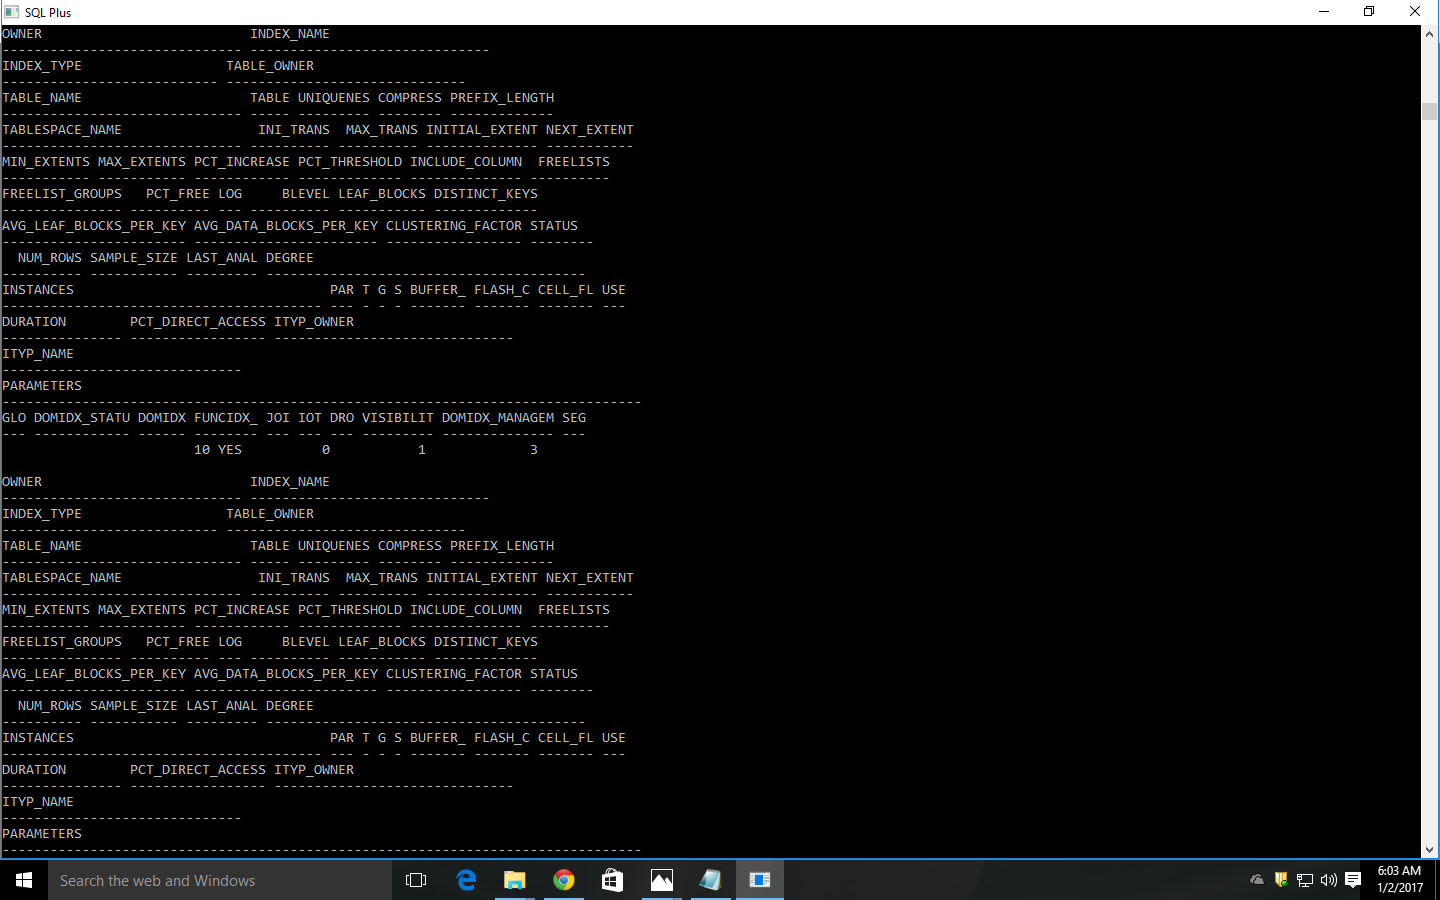 SQL Plus
OWNER                          INDEX_NAME
------------------------------ ------------------------------
INDEX_TYPE                  TABLE_OWNER
--------------------------- ------------------------------
TABLE_NAME                     TABLE UNIQUENES COMPRESS PREFIX_LENGTH
------------------------------ ----- --------- -------- -------------
TABLESPACE_NAME                 INI_TRANS  MAX_TRANS INITIAL_EXTENT NEXT_EXTENT
------------------------------ ---------- ---------- -------------- -----------
MIN_EXTENTS MAX_EXTENTS PCT_INCREASE PCT_THRESHOLD INCLUDE_COLUMN  FREELISTS
----------- ----------- ------------ ------------- -------------- ----------
FREELIST_GROUPS   PCT_FREE LOG     BLEVEL LEAF_BLOCKS DISTINCT_KEYS
--------------- ---------- --- ---------- ----------- -------------
AVG_LEAF_BLOCKS_PER_KEY AVG_DATA_BLOCKS_PER_KEY CLUSTERING_FACTOR STATUS
----------------------- ----------------------- ----------------- --------
  NUM_ROWS SAMPLE_SIZE LAST_ANAL DEGREE
---------- ----------- --------- ----------------------------------------
INSTANCES                                PAR T G S BUFFER_ FLASH_C CELL_FL USE
---------------------------------------- --- - - - ------- ------- ------- ---
DURATION        PCT_DIRECT_ACCESS ITYP_OWNER
--------------- ----------------- ------------------------------
ITYP_NAME
------------------------------
PARAMETERS
--------------------------------------------------------------------------------
GLO DOMIDX_STATU DOMIDX FUNCIDX_ JOI IOT DRO VISIBILIT DOMIDX_MANAGEM SEG
--- ------------ ------ -------- --- --- --- --------- -------------- ---
                        10 YES          0           1             3
OWNER                          INDEX_NAME
------------------------------ ------------------------------
INDEX_TYPE                  TABLE_OWNER
--------------------------- ------------------------------
TABLE_NAME                     TABLE UNIQUENES COMPRESS PREFIX_LENGTH
------------------------------ ----- --------- -------- -------------
TABLESPACE_NAME                 INI_TRANS  MAX_TRANS INITIAL_EXTENT NEXT_EXTENT
------------------------------ ---------- ---------- -------------- -----------
MIN_EXTENTS MAX_EXTENTS PCT_INCREASE PCT_THRESHOLD INCLUDE_COLUMN  FREELISTS
----------- ----------- ------------ ------------- -------------- ----------
FREELIST_GROUPS   PCT_FREE LOG     BLEVEL LEAF_BLOCKS DISTINCT_KEYS
--------------- ---------- --- ---------- ----------- -------------
AVG_LEAF_BLOCKS_PER_KEY AVG_DATA_BLOCKS_PER_KEY CLUSTERING_FACTOR STATUS
----------------------- ----------------------- ----------------- --------
  NUM_ROWS SAMPLE_SIZE LAST_ANAL DEGREE
---------- ----------- --------- ----------------------------------------
INSTANCES                                PAR T G S BUFFER_ FLASH_C CELL_FL USE
---------------------------------------- --- - - - ------- ------- ------- ---
DURATION        PCT_DIRECT_ACCESS ITYP_OWNER
--------------- ----------------- ------------------------------
ITYP_NAME
------------------------------
PARAMETERS
--------------------------------------------------------------------------------
Search the web and Windows
6:03 AM
1/2/2017